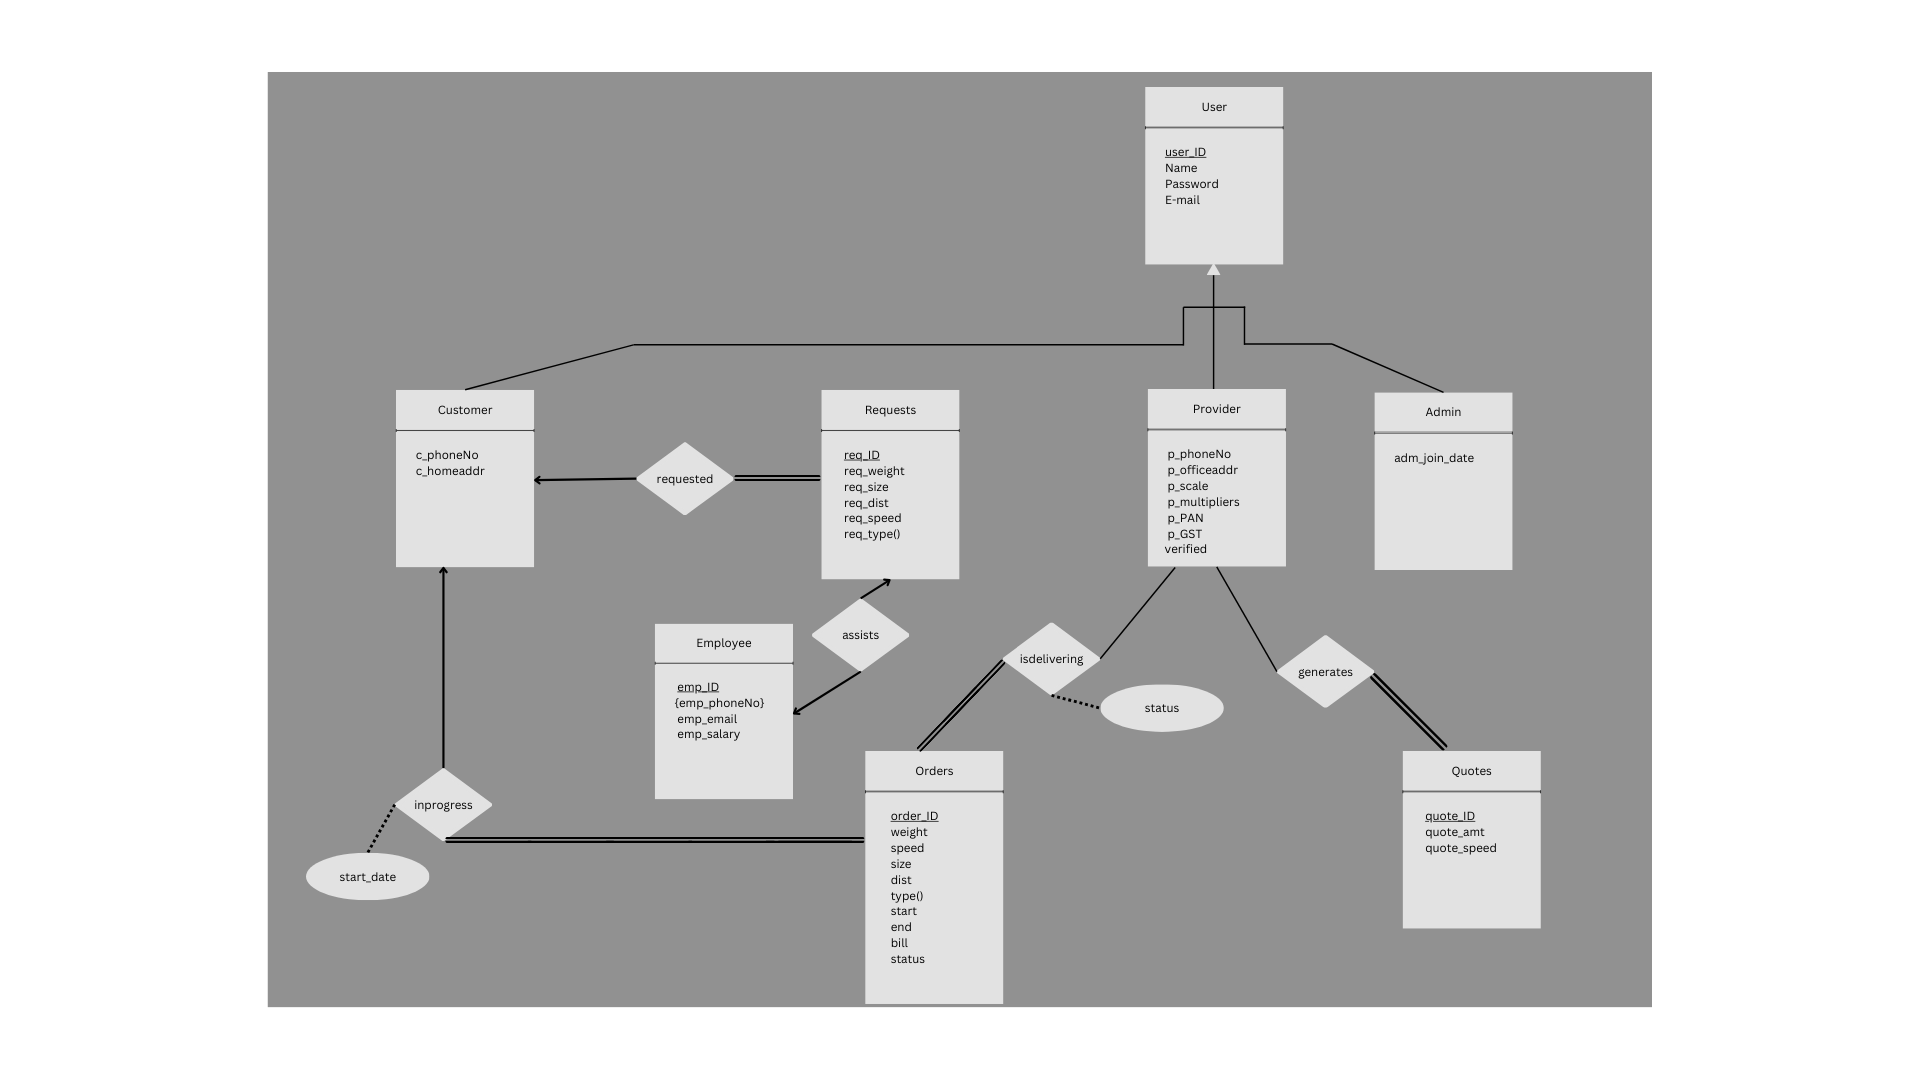 User
user_ID
Name
Password
E-mail
Customer
c_phoneNo
c_homeaddr
requested
Requests
req_ID
req_weight
req_size
req_dist
req_speed
req_type()
Provider
p_phoneNo
p_officeaddr
p_scale
p_multipliers
p_PAN
p_GST
verified
Admin
adm_join_date
Employee
emp_ID
{emp_phoneNo}
emp_email
emp_salary
assists
isdelivering
status
generates
inprogress
start_date
Orders
order_ID
weight
speed
size
dist
type()
start
end
bill
status
Quotes
quote_ID
quote_amt
quote_speed